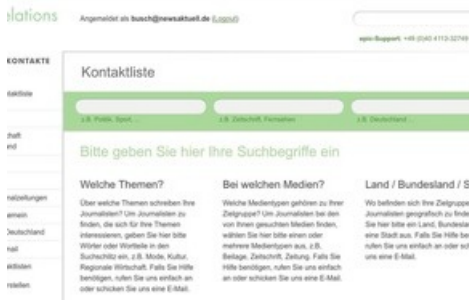 elations
Angemeldet als busch@newsaktuell.de (Logout)
epic-Support: +49 (0)40 4113-32749
KONTAKTE
Kontaktliste
z.B. Politik, Sport, ...
z.B. Zeitschrift, Fernsehen
z.B. Deutschland
Bitte geben Sie hier Ihre Suchbegriffe ein
Welche Themen?
Über welche Themen schreiben Ihre
Journalisten? Um Journalisten zu
finden, die sich für Ihre Themen
interessieren, geben Sie hier bitte
Wörter oder Wortteile in den
Suchschlitz ein, z.B. Mode, Kultur,
Regionale Wirtschaft. Falls Sie Hilfe
benötigen, rufen Sie uns einfach an
oder schicken Sie uns eine E-Mail.
Bei welchen Medien?
Welche Medientypen gehören zu Ihrer
Zielgruppe? Um Journalisten bei den
von Ihnen gesuchten Medien finden,
wählen Sie hier bitte einen oder
mehrere Medientypen aus, z.B.
Beilage, Zeitschrift, Zeitung. Falls Sie
Hilfe benötigen, rufen Sie uns einfach
an oder schicken Sie uns eine E-Mail.
Land / Bundesland / S
Wo befinden sich Ihre Zielgruppe
Journalisten geografisch zu finde
Sie hier bitte ein Land, Bundesla
eine Stadt aus. Falls Sie Hilfe be
rufen Sie uns einfach an oder sc
uns eine E-Mail.
nalzeitungen
emein
Deutschland
mail
aktlisten
rstellen